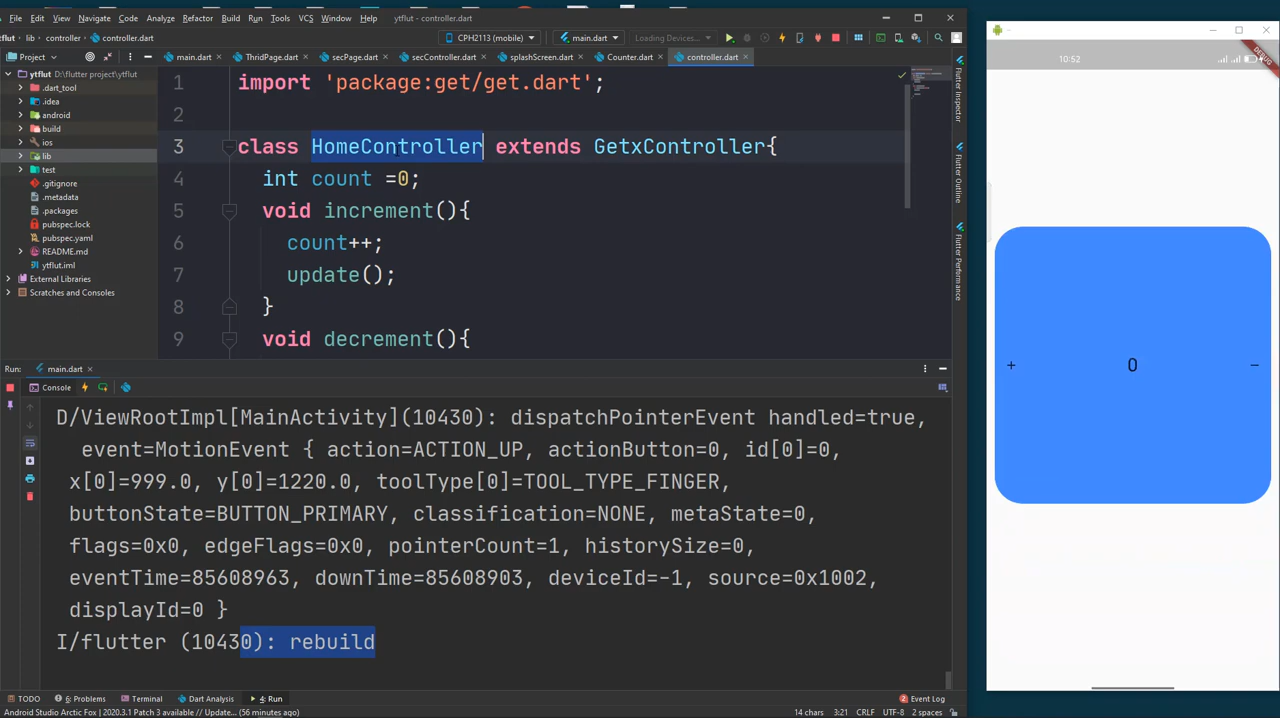 File Edit View Navigate Code Analyze Refactor Build Run Tools VCS Window Help ytflut - controller.dart
ytflut lib controller controller.dart CPH2113 (mobile) main.dart Loading Devices...
Project main.dart ThridPage.dart secPage.dart secController.dart splashScreen.dart Counter.dart controller.dart
ytflut D:\flutter project\ytflut
.dart_tool
.idea
android
build
ios
lib
test
.gitignore
.metadata
.packages
pubspec.lock
pubspec.yaml
README.md
ytflut.iml
External Libraries
Scratches and Consoles
1 import 'package:get/get.dart';
2
3 class HomeController extends GetxController{
4 int count =0;
5 void increment(){
6 count++;
7 update();
8 }
9 void decrement(){
Flutter Inspector
Flutter Outline
Flutter Performance
Run: main.dart
Console
D/ViewRootImpl[MainActivity](10430): dispatchPointerEvent handled=true,
event=MotionEvent { action=ACTION_UP, actionButton=0, id[0]=0,
x[0]=999.0, y[0]=1220.0, toolType[0]=TOOL_TYPE_FINGER,
buttonState=BUTTON_PRIMARY, classification=NONE, metaState=0,
flags=0x0, edgeFlags=0x0, pointerCount=1, historySize=0,
eventTime=85608963, downTime=85608903, deviceId=-1, source=0x1002,
displayId=0 }
I/flutter (10430): rebuild
TODO 6: Problems Terminal Dart Analysis 4: Run Event Log
Android Studio Arctic Fox | 2020.3.1 Patch 3 available // Update... (56 minutes ago) 14 chars 3:21 CRLF UTF-8 2 spaces
10:52
DEBUG
+ 0 −